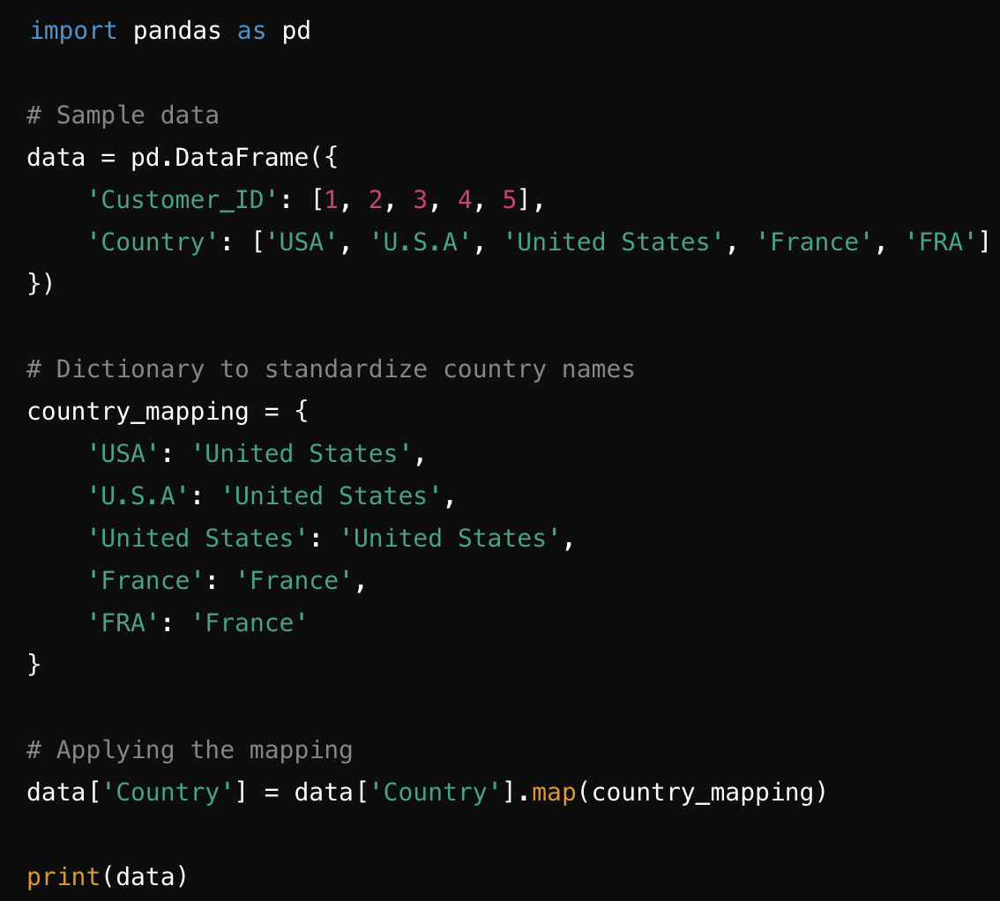 import pandas as pd
# Sample data
data = pd.DataFrame({
    'Customer_ID': [1, 2, 3, 4, 5],
    'Country': ['USA', 'U.S.A', 'United States', 'France', 'FRA']
})
# Dictionary to standardize country names
country_mapping = {
    'USA': 'United States',
    'U.S.A': 'United States',
    'United States': 'United States',
    'France': 'France',
    'FRA': 'France'
}
# Applying the mapping
data['Country'] = data['Country'].map(country_mapping)
print(data)